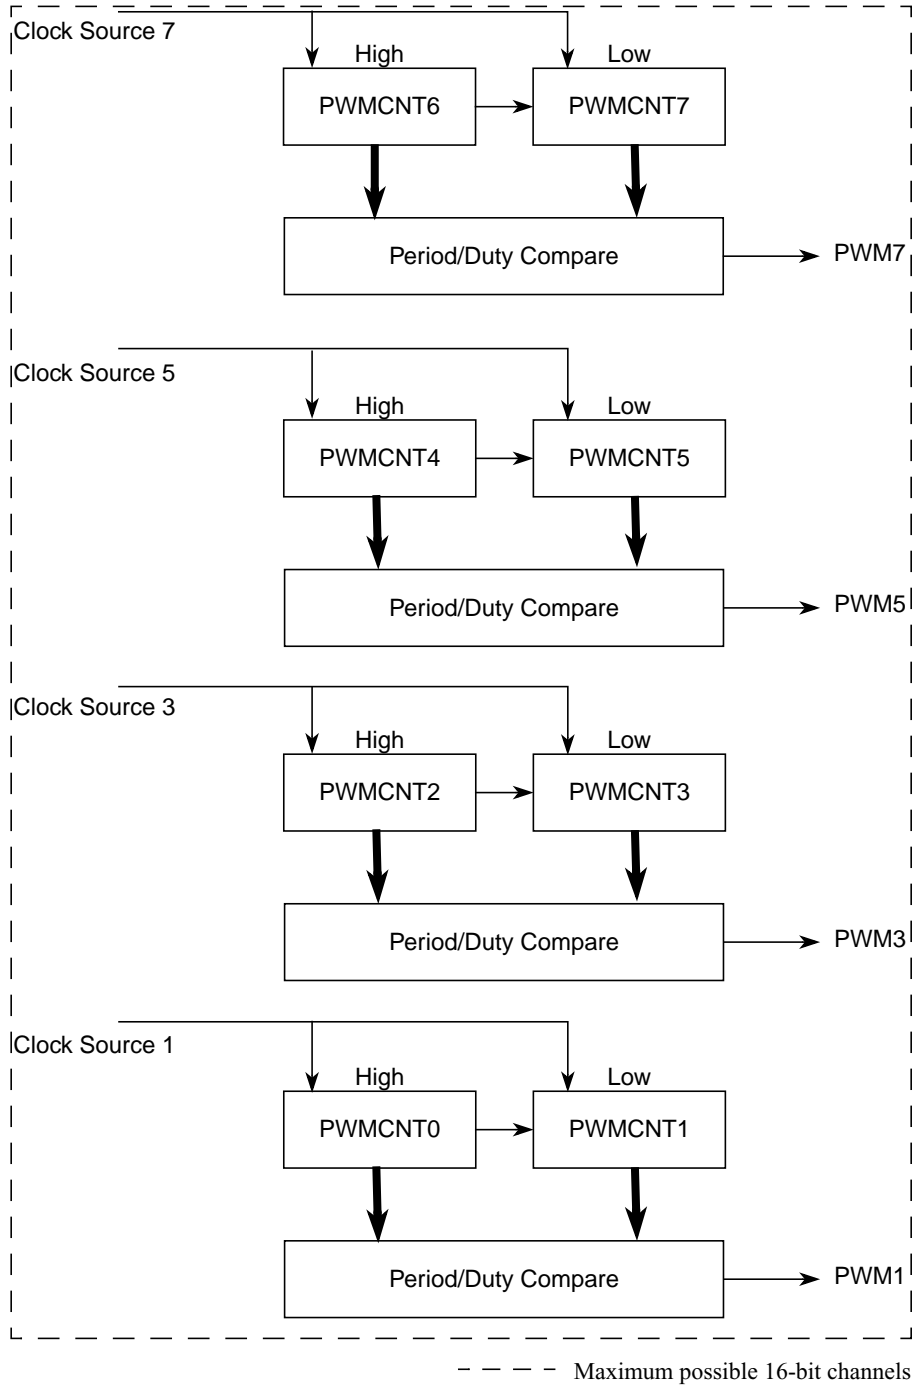 Clock Source 7
High Low
PWMCNT6 PWMCNT7
Period/Duty Compare PWM7
Clock Source 5
High Low
PWMCNT4 PWMCNT5
Period/Duty Compare PWM5
Clock Source 3
High Low
PWMCNT2 PWMCNT3
Period/Duty Compare PWM3
Clock Source 1
High Low
PWMCNT0 PWMCNT1
Period/Duty Compare PWM1
Maximum possible 16-bit channels